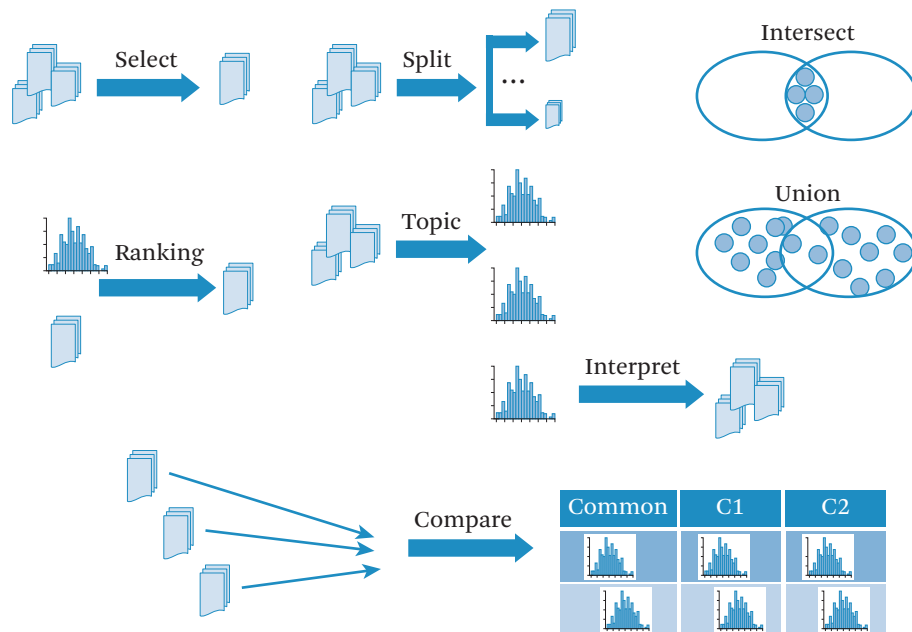 Select
Split
...
Intersect
Ranking
Topic
Union
Interpret
Compare
Common C1 C2